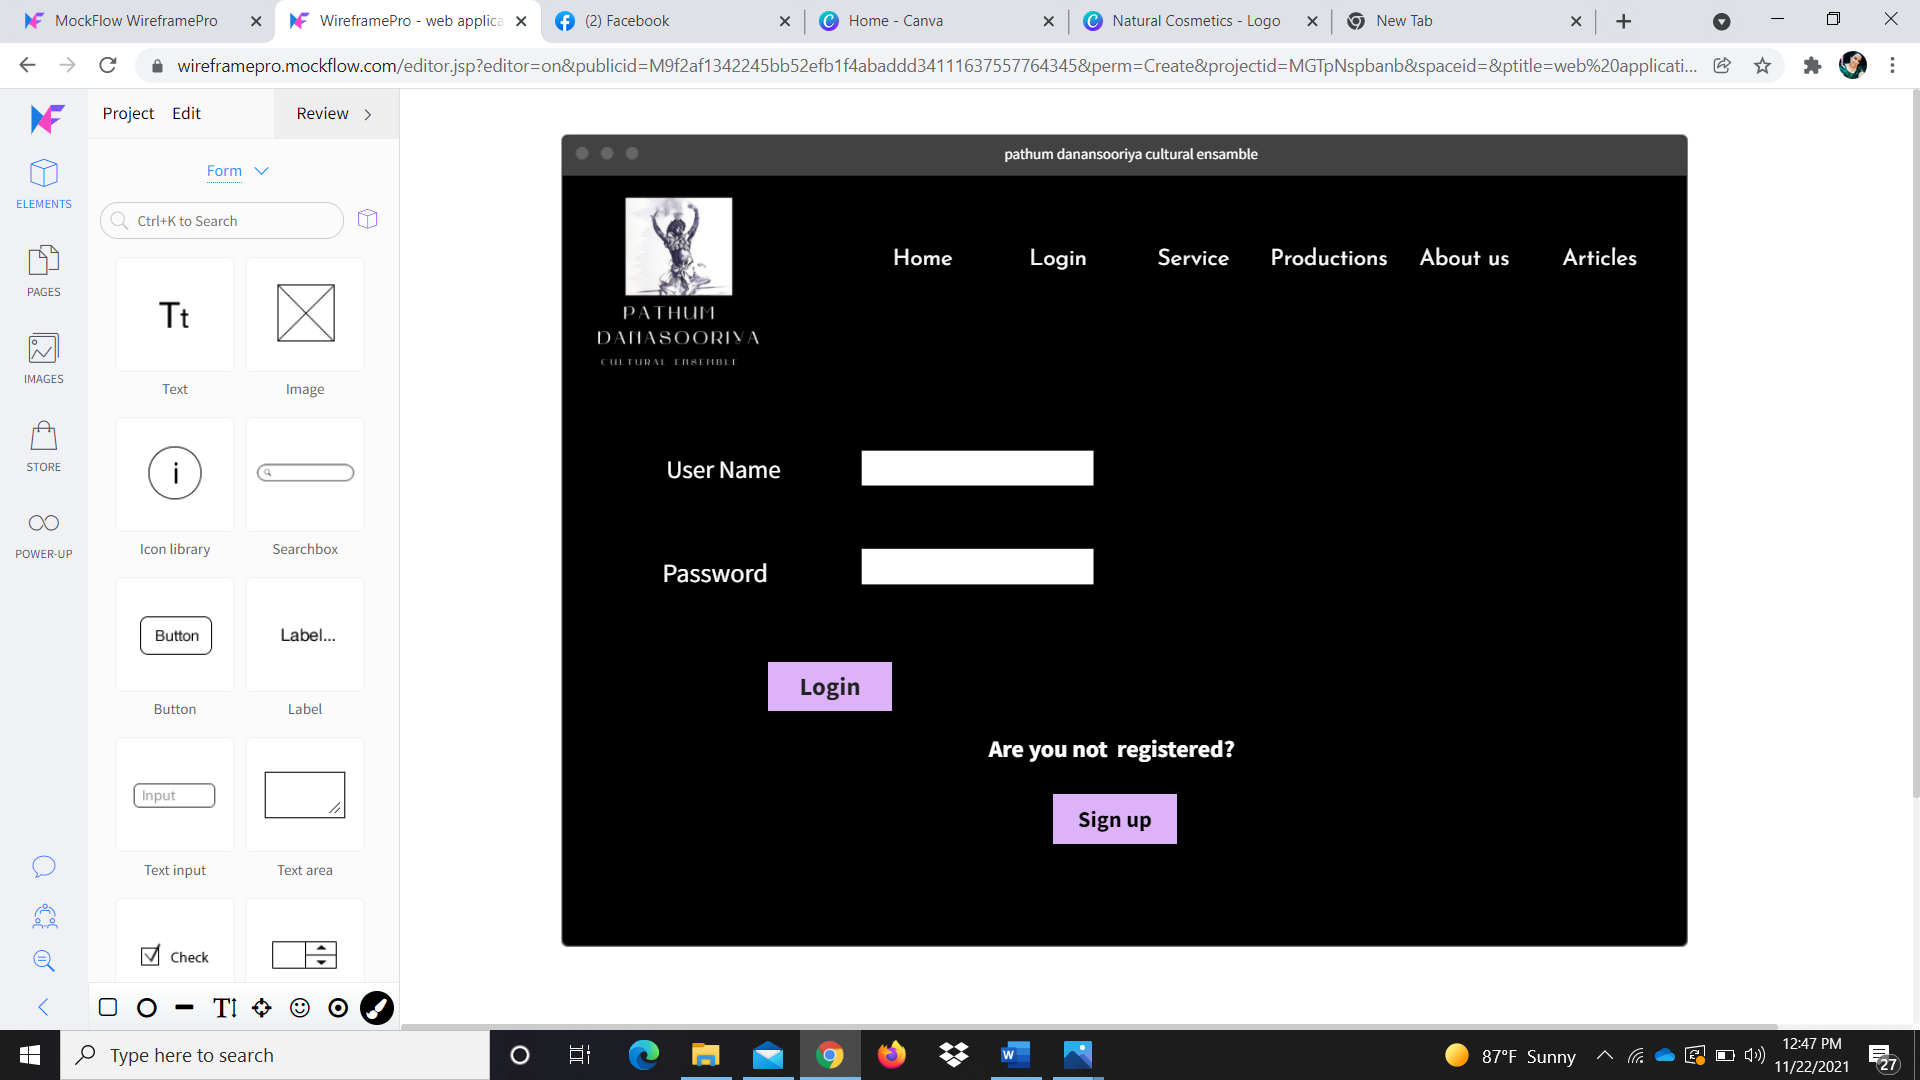 MockFlow WireframePro
WireframePro - web applica
(2) Facebook
Home - Canva
Natural Cosmetics - Logo
New Tab
wireframepro.mockflow.com/editor.jsp?editor=on&publicid=M9f2af1342245bb52efb1f4abaddd34111637557764345&perm=Create&projectid=MGTpNspbanb&spaceid=&ptitle=web%20applicati...
Project Edit Review
ELEMENTS
PAGES
IMAGES
STORE
POWER-UP
Form
Ctrl+K to Search
Tt
Text Image
i
Icon library Searchbox
Button Label...
Button Label
Input
Text input Text area
Check
pathum danansooriya cultural ensamble
PATHUM
DANASOORIYA
CULTURAL ENSEMBLE
Home Login Service Productions About us Articles
User Name
Password
Login
Are you not registered?
Sign up
Type here to search
87°F Sunny
12:47 PM
11/22/2021
27